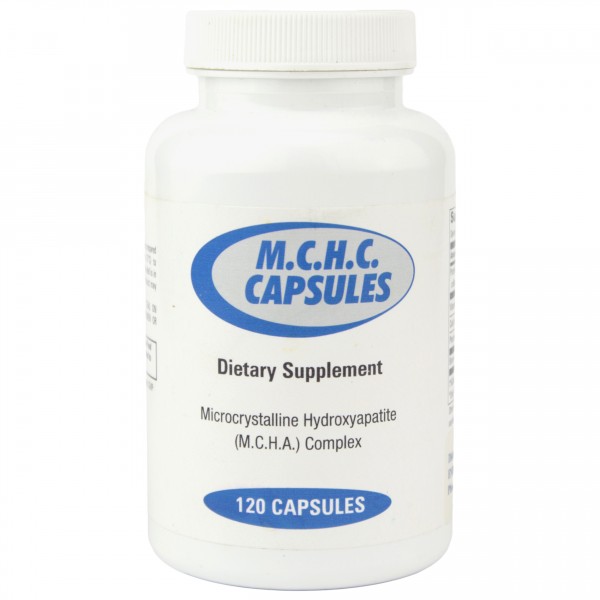 M.C.H.C.
CAPSULES
Dietary Supplement
Microcrystalline Hydroxyapatite
(M.C.H.A.) Complex
120 CAPSULES